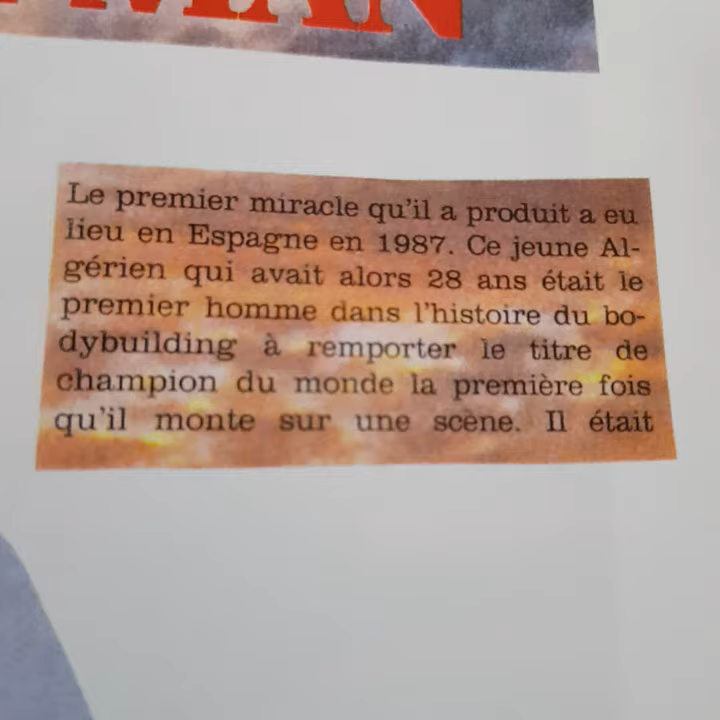 MAN
Le premier miracle qu'il a produit a eu
lieu en Espagne en 1987. Ce jeune Al-
gérien qui avait alors 28 ans était le
premier homme dans l'histoire du bo-
dybuilding à remporter le titre de
champion du monde la première fois
qu'il monte sur une scène. Il était